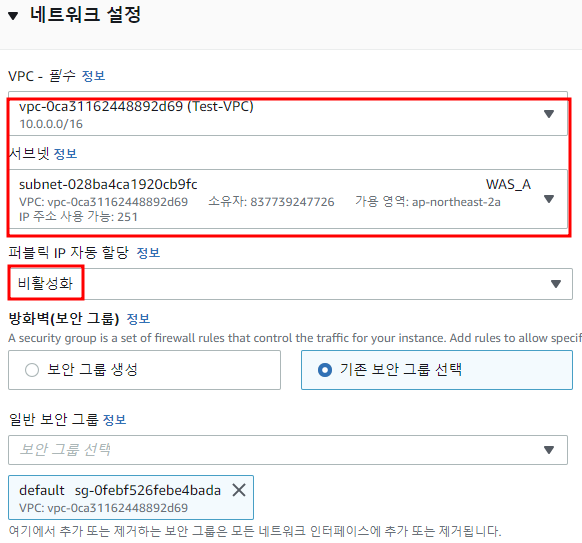 ▼ 네트워크 설정
VPC - 필수 정보
vpc-0ca31162448892d69 (Test-VPC)
10.0.0.0/16
서브넷 정보
subnet-028ba4ca1920cb9fc WAS_A
VPC: vpc-0ca31162448892d69 소유자: 837739247726 가용 영역: ap-northeast-2a
IP 주소 사용 가능: 251
퍼블릭 IP 자동 할당 정보
비활성화
방화벽(보안 그룹) 정보
A security group is a set of firewall rules that control the traffic for your instance. Add rules to allow specif
보안 그룹 생성
기존 보안 그룹 선택
일반 보안 그룹 정보
보안 그룹 선택
default sg-0febf526febe4bada
VPC: vpc-0ca31162448892d69
여기에서 추가 또는 제거하는 보안 그룹은 모든 네트워크 인터페이스에 추가 또는 제거됩니다.